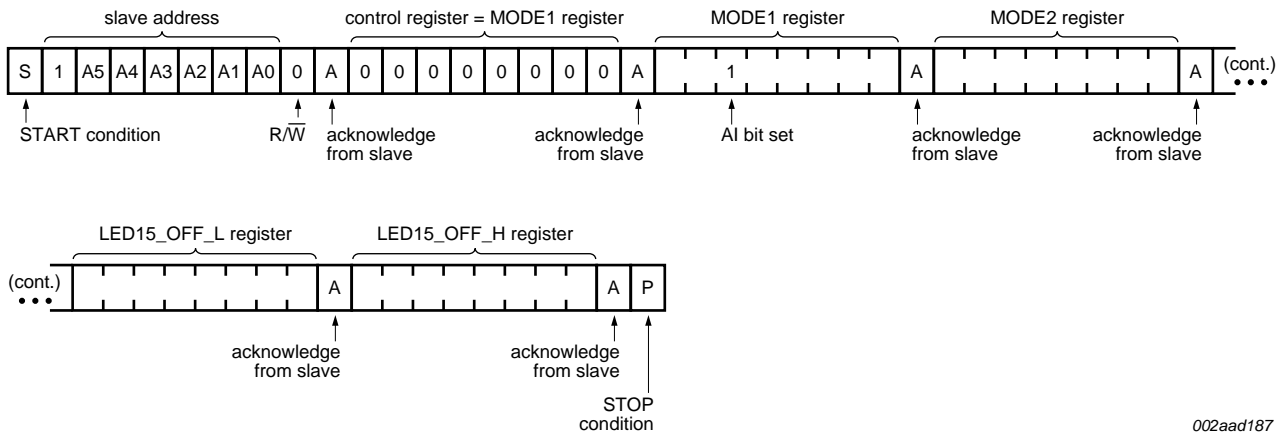 slave address control register = MODE1 register MODE1 register MODE2 register
S 1 A5 A4 A3 A2 A1 A0 0 A 0 0 0 0 0 0 0 0 A 1 A A (cont.)
START condition R/W̅ acknowledge from slave acknowledge from slave AI bit set acknowledge from slave acknowledge from slave
LED15_OFF_L register LED15_OFF_H register
(cont.) A A P
acknowledge from slave acknowledge from slave
STOP condition
002aad187